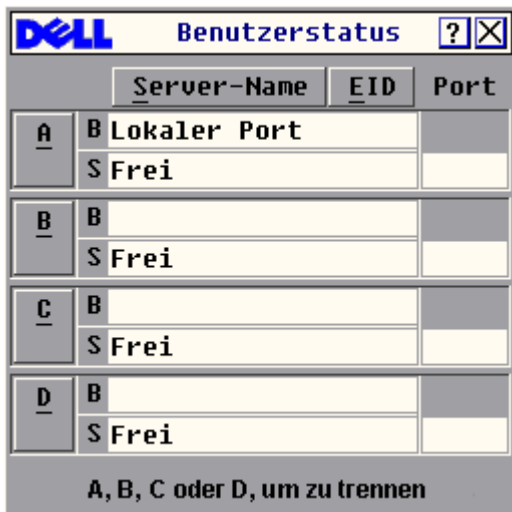 DELL Benutzerstatus ? X
Server-Name EID Port
A B Lokaler Port
S Frei
B B
S Frei
C B
S Frei
D B
S Frei
A, B, C oder D, um zu trennen